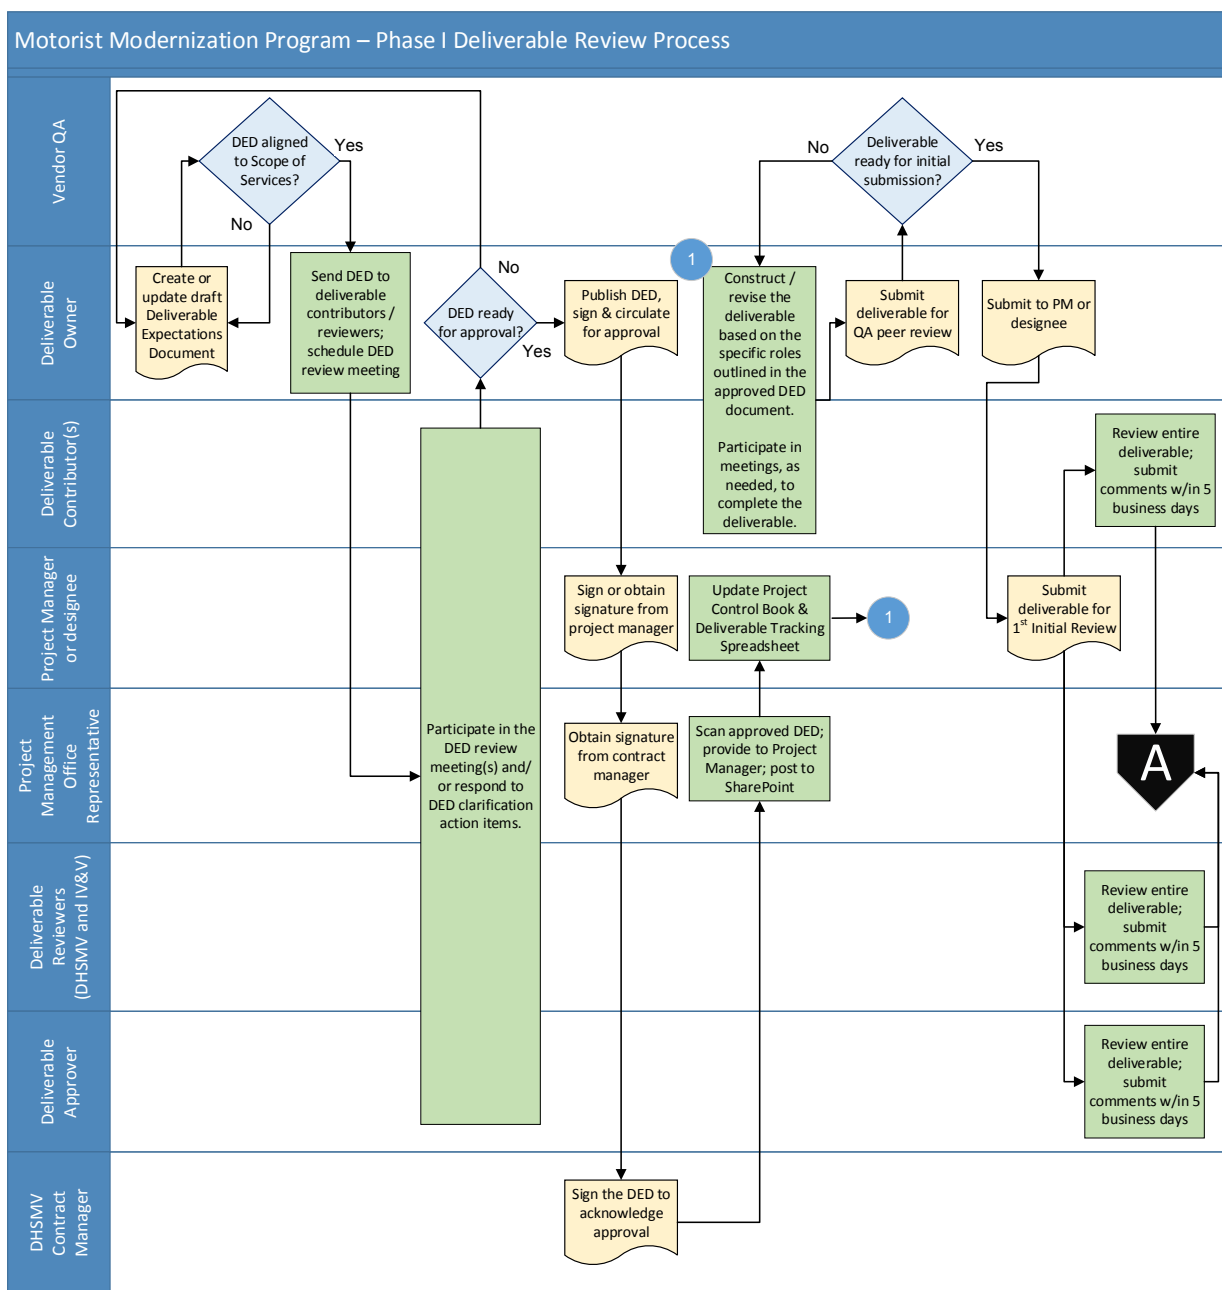 Motorist Modernization Program – Phase I Deliverable Review Process
Vendor QA
DED aligned
to Scope of
Services?
Yes
No
Deliverable
ready for initial
submission?
No
Yes
Deliverable
Owner
Create or
update draft
Deliverable
Expectations
Document
Send DED to
deliverable
contributors /
reviewers;
schedule DED
review meeting
DED ready
for approval?
No
Yes
Publish DED,
sign & circulate
for approval
1
Construct /
revise the
deliverable
based on the
specific roles
outlined in the
approved DED
document.
Participate in
meetings, as
needed, to
complete the
deliverable.
Submit
deliverable for
QA peer review
Submit to PM or
designee
Deliverable
Contributor(s)
Review entire
deliverable;
submit
comments w/in 5
business days
Project Manager
or designee
Sign or obtain
signature from
project manager
Update Project
Control Book &
Deliverable Tracking
Spreadsheet
1
Submit
deliverable for
1st Initial Review
Project
Management
Office
Representative
Participate in the
DED review
meeting(s) and/
or respond to
DED clarification
action items.
Obtain signature
from contract
manager
Scan approved DED;
provide to Project
Manager; post to
SharePoint
A
Deliverable
Reviewers
(DHSMV and IV&V)
Review entire
deliverable;
submit
comments w/in 5
business days
Deliverable
Approver
Review entire
deliverable;
submit
comments w/in 5
business days
DHSMV
Contract
Manager
Sign the DED to
acknowledge
approval